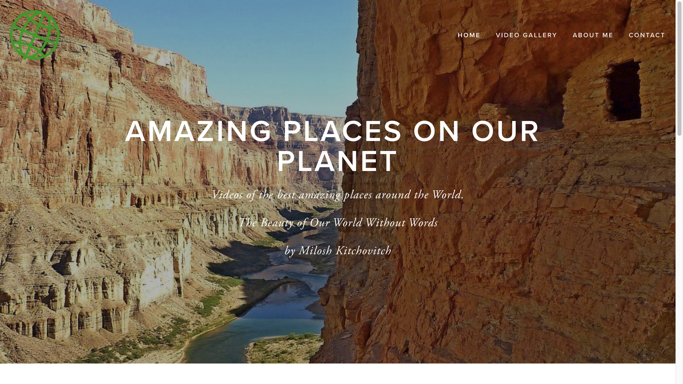 HOME VIDEO GALLERY ABOUT ME CONTACT
AMAZING PLACES ON OUR
PLANET
Videos of the best amazing places around the World.
The Beauty of Our World Without Words
by Milosh Kitchovitch